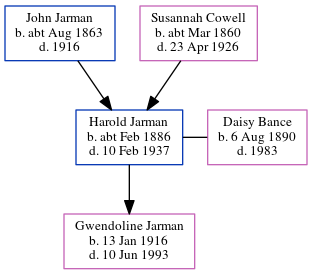 John Jarman
b. abt Aug 1863
d. 1916
Susannah Cowell
b. abt Mar 1860
d. 23 Apr 1926
Harold Jarman
b. abt Feb 1886
d. 10 Feb 1937
Daisy Bance
b. 6 Aug 1890
d. 1983
Gwendoline Jarman
b. 13 Jan 1916
d. 10 Jun 1993